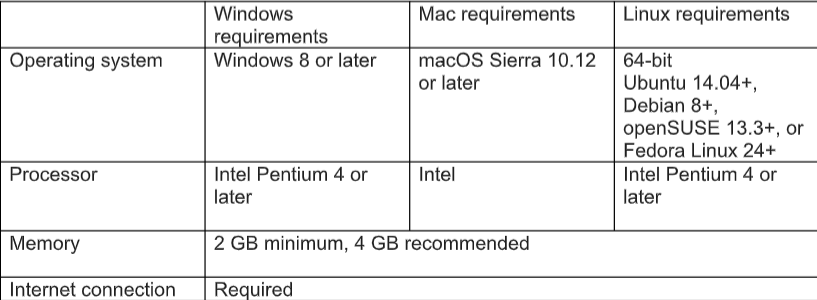 Windows requirements
Mac requirements
Linux requirements
Operating system
Windows 8 or later
macOS Sierra 10.12
or later
64-bit
Ubuntu 14.04+,
Debian 8+,
openSUSE 13.3+, or
Fedora Linux 24+
Processor
Intel Pentium 4 or
later
Intel
Intel Pentium 4 or
later
Memory
2 GB minimum, 4 GB recommended
Internet connection
Required